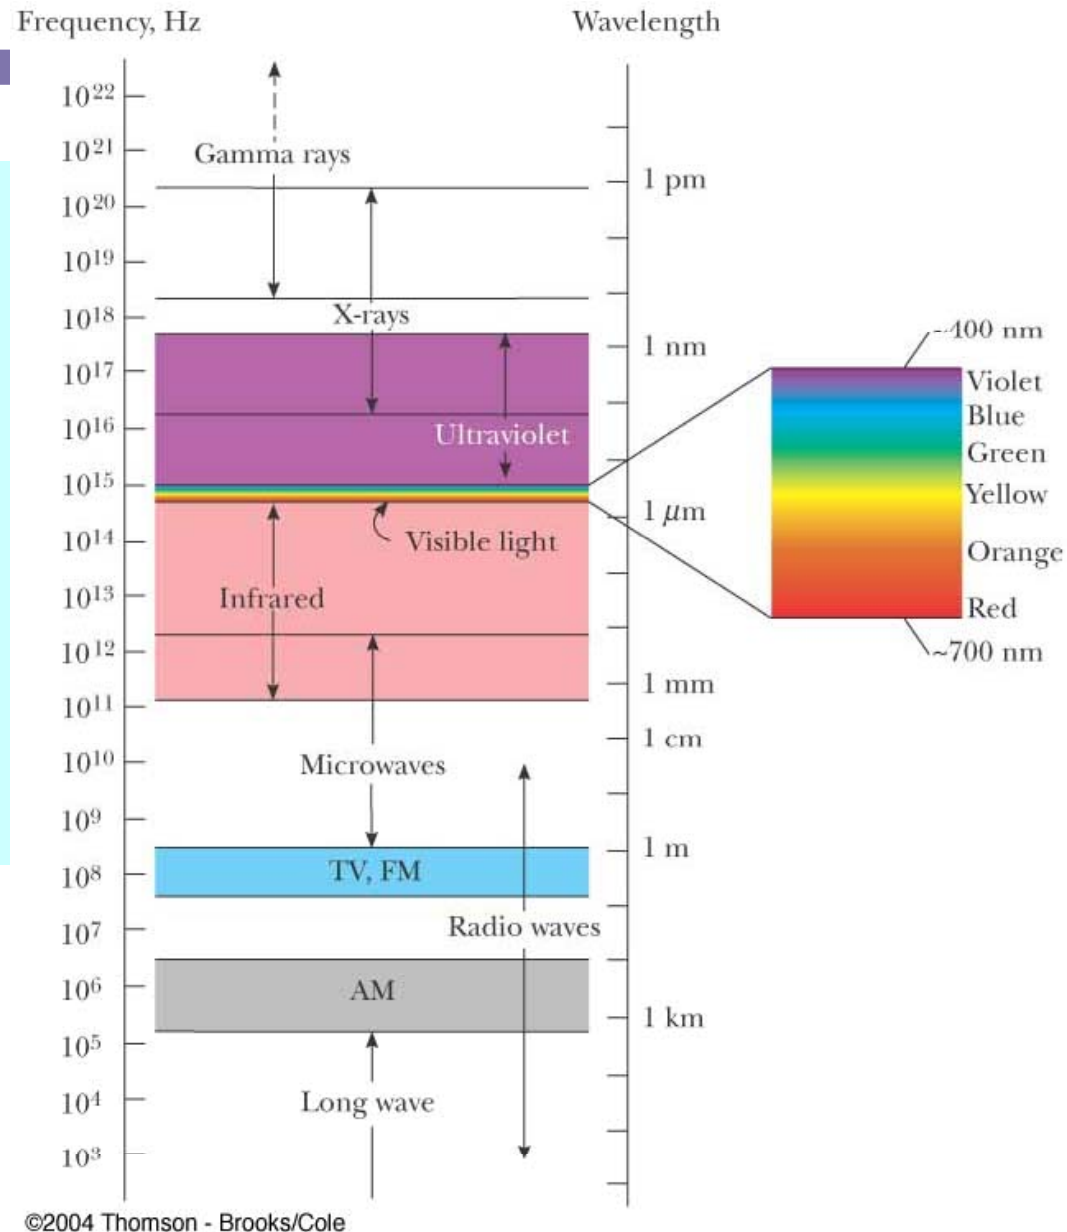 Frequency, Hz
Wavelength
10²²
10²¹
Gamma rays
1 pm
10²⁰
10¹⁹
10¹⁸
X-rays
~400 nm
1 nm
10¹⁷
Violet
Blue
10¹⁶
Ultraviolet
Green
10¹⁵
Yellow
1 μm
10¹⁴
Visible light
Orange
10¹³
Infrared
Red
10¹²
~700 nm
1 mm
10¹¹
1 cm
10¹⁰
Microwaves
10⁹
1 m
10⁸
TV, FM
10⁷
Radio waves
10⁶
AM
1 km
10⁵
10⁴
Long wave
10³
©2004 Thomson - Brooks/Cole